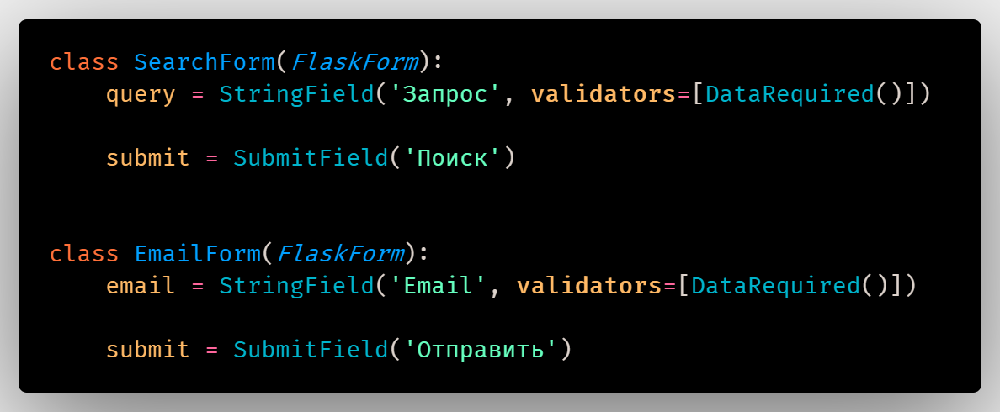 class SearchForm(FlaskForm):
    query = StringField('Запрос', validators=[DataRequired()])
    submit = SubmitField('Поиск')
class EmailForm(FlaskForm):
    email = StringField('Email', validators=[DataRequired()])
    submit = SubmitField('Отправить')